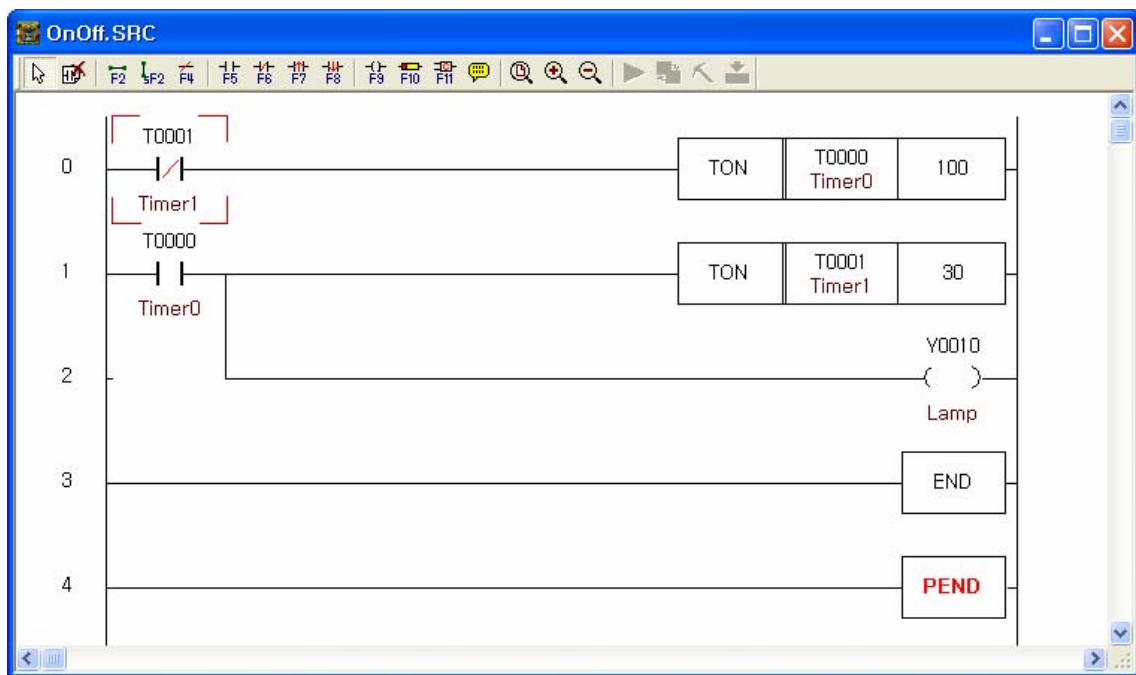 OnOff.SRC
F2 sF2 F4 F5 F6 F7 F8 F9 F10 F11
T0001
0 TON T0000 100
Timer0
Timer1
T0000
1 TON T0001 30
Timer1
Timer0
Y0010
2 ( )
Lamp
3 END
4 PEND